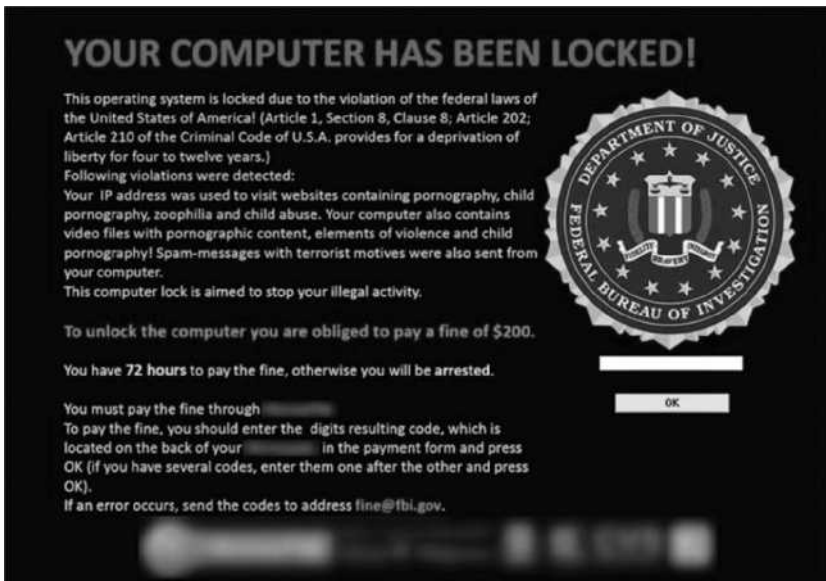 YOUR COMPUTER HAS BEEN LOCKED!
This operating system is locked due to the violation of the federal laws of
the United States of America! (Article 1, Section 8, Clause 8; Article 202;
Article 210 of the Criminal Code of U.S.A. provides for a deprivation of
liberty for four to twelve years.)
Following violations were detected:
Your IP address was used to visit websites containing pornography, child
pornography, zoophilia and child abuse. Your computer also contains
video files with pornographic content, elements of violence and child
pornography! Spam-messages with terrorist motives were also sent from
your computer.
This computer lock is aimed to stop your illegal activity.
To unlock the computer you are obliged to pay a fine of $200.
You have 72 hours to pay the fine, otherwise you will be arrested.
You must pay the fine through
To pay the fine, you should enter the digits resulting code, which is
located on the back of your in the payment form and press
OK (if you have several codes, enter them one after the other and press
OK).
If an error occurs, send the codes to address fine@fbi.gov.
DEPARTMENT OF JUSTICE
FEDERAL BUREAU OF INVESTIGATION
FIDELITY BRAVERY INTEGRITY
OK